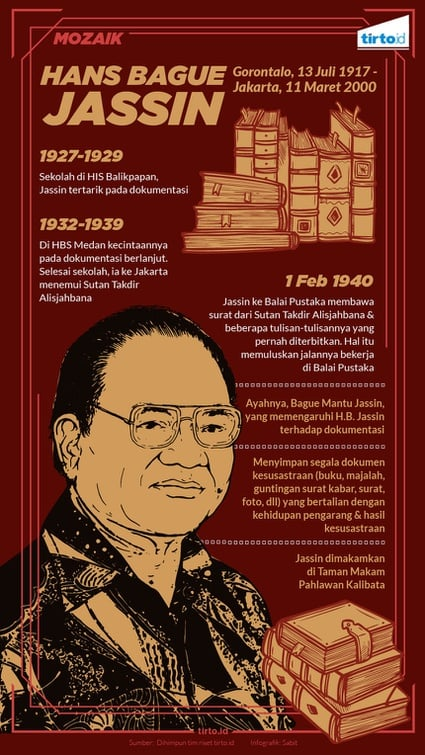 MOZAIK
tirto.id
HANS BAGUE
JASSIN
Gorontalo, 13 Juli 1917 -
Jakarta, 11 Maret 2000
1927-1929
Sekolah di HIS Balikpapan,
Jassin tertarik pada dokumentasi
1932-1939
Di HBS Medan kecintaannya
pada dokumentasi berlanjut.
Selesai sekolah, ia ke Jakarta
menemui Sutan Takdir
Alisjahbana
1 Feb 1940
Jassin ke Balai Pustaka membawa
surat dari Sutan Takdir Alisjahbana &
beberapa tulisan-tulisannya yang
pernah diterbitkan. Hal itu
memuluskan jalannya bekerja
di Balai Pustaka
Ayahnya, Bague Mantu Jassin,
yang memengaruhi H.B. Jassin
terhadap dokumentasi
Menyimpan segala dokumen
kesusastraan (buku, majalah,
guntingan surat kabar, surat,
foto, dll) yang bertalian dengan
kehidupan pengarang & hasil
kesusastraan
Jassin dimakamkan
di Taman Makam
Pahlawan Kalibata
tirto.id
Sumber: Dihimpun tim riset tirto.id Infografik: Sabit